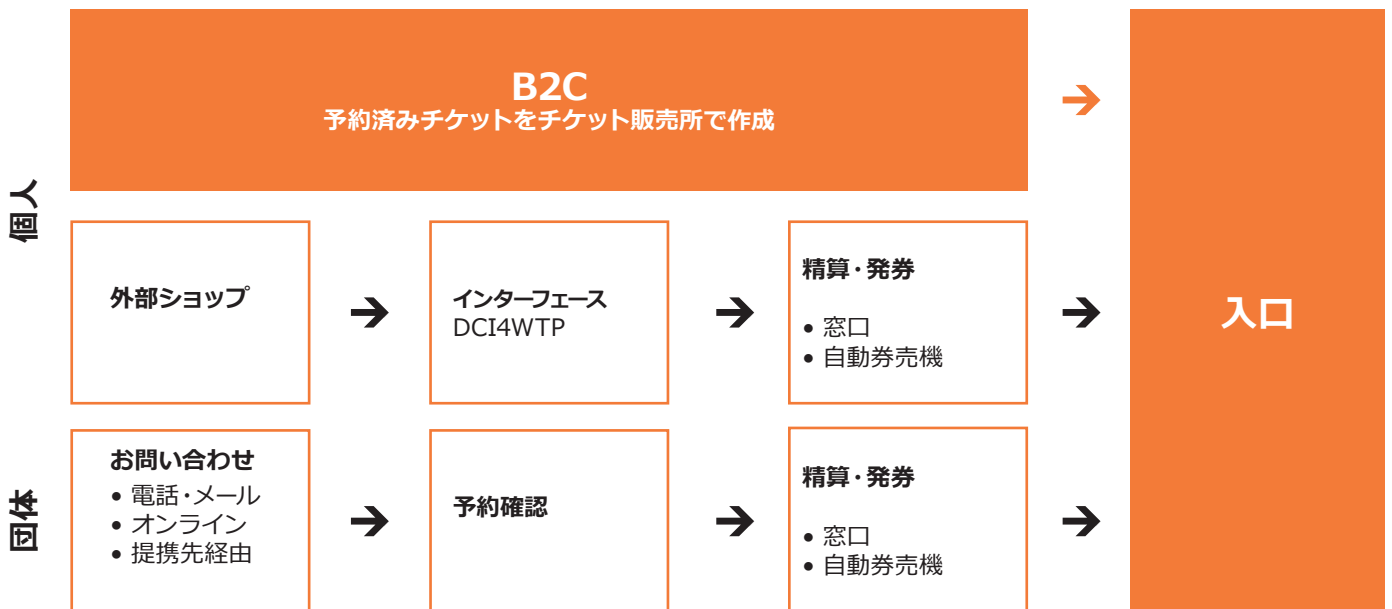 B2C
予約済みチケットをチケット販売所で作成
個人
外部ショップ
インターフェース
DCI4WTP
精算・発券
• 窓口
• 自動券売機
入口
団体
お問い合わせ
• 電話・メール
• オンライン
• 提携先経由
予約確認
精算・発券
• 窓口
• 自動券売機